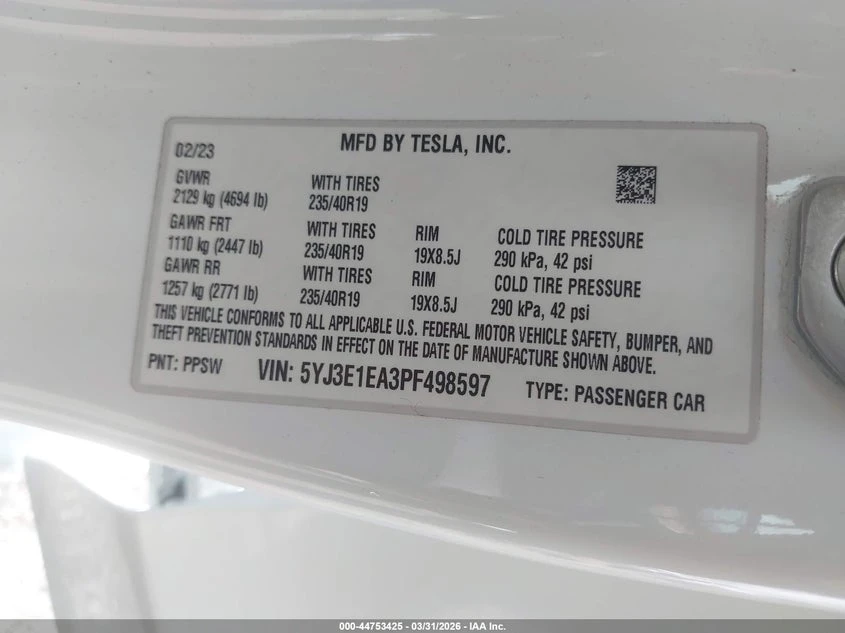 02/23 MFD BY TESLA, INC.
GVWR
2129 kg (4694 lb) WITH TIRES
235/40R19
GAWR FRT
1110 kg (2447 lb) WITH TIRES
235/40R19 RIM
19X8.5J COLD TIRE PRESSURE
290 kPa, 42 psi
GAWR RR
1257 kg (2771 lb) WITH TIRES
235/40R19 RIM
19X8.5J COLD TIRE PRESSURE
290 kPa, 42 psi
THIS VEHICLE CONFORMS TO ALL APPLICABLE U.S. FEDERAL MOTOR VEHICLE SAFETY, BUMPER, AND
THEFT PREVENTION STANDARDS IN EFFECT ON THE DATE OF MANUFACTURE SHOWN ABOVE.
PNT: PPSW VIN: 5YJ3E1EA3PF498597 TYPE: PASSENGER CAR
000-44753425 - 03/31/2026 - IAA Inc.